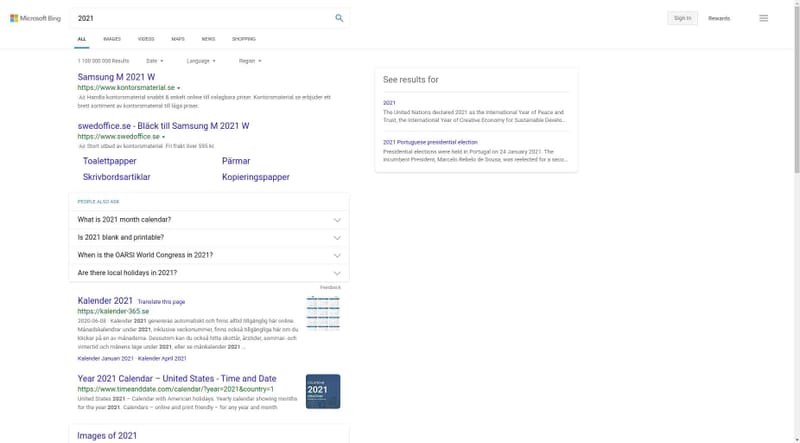 Microsoft Bing
2021
Sign in
Rewards
ALL
IMAGES
VIDEOS
MAPS
NEWS
SHOPPING
1 100 000 000 Results
Date
Language
Region
Samsung M 2021 W
https://www.kontorsmaterial.se
Ad Handla kontorsmaterial snabbt & enkelt online till oslagbara priser. Kontorsmaterial.se erbjuder ett
brett sortiment av kontorsmaterial till låga priser.
swedoffice.se - Bläck till Samsung M 2021 W
https://www.swedoffice.se
Ad Stort utbud av kontorsmaterial. Fri frakt över 595 kr.
Toalettpapper
Pärmar
Skrivbordsartiklar
Kopieringspapper
PEOPLE ALSO ASK
What is 2021 month calendar?
Is 2021 blank and printable?
When is the OARSI World Congress in 2021?
Are there local holidays in 2021?
Feedback
Kalender 2021 Translate this page
https://kalender-365.se
2020-06-08 · Kalender 2021 genereras automatiskt och finns alltid tillgänglig här online.
Månadskalendrar under 2021, inklusive veckonummer, finns också tillgängliga här om du
klickar på en av månaderna. Dessutom kan du också hitta skottår, årstider, sommar- och
vintertid och månens läge under 2021, eller se månkalender 2021 ...
Kalender Januari 2021 · Kalender April 2021
Year 2021 Calendar – United States - Time and Date
https://www.timeanddate.com/calendar/?year=2021&country=1
United States 2021 – Calendar with American holidays. Yearly calendar showing months
for the year 2021. Calendars – online and print friendly – for any year and month
CALENDAR
2021
Images of 2021
See results for
2021
The United Nations declared 2021 as the International Year of Peace and
Trust, the International Year of Creative Economy for Sustainable Develo...
2021 Portuguese presidential election
Presidential elections were held in Portugal on 24 January 2021. The
incumbent President, Marcelo Rebelo de Sousa, was reelected for a seco...